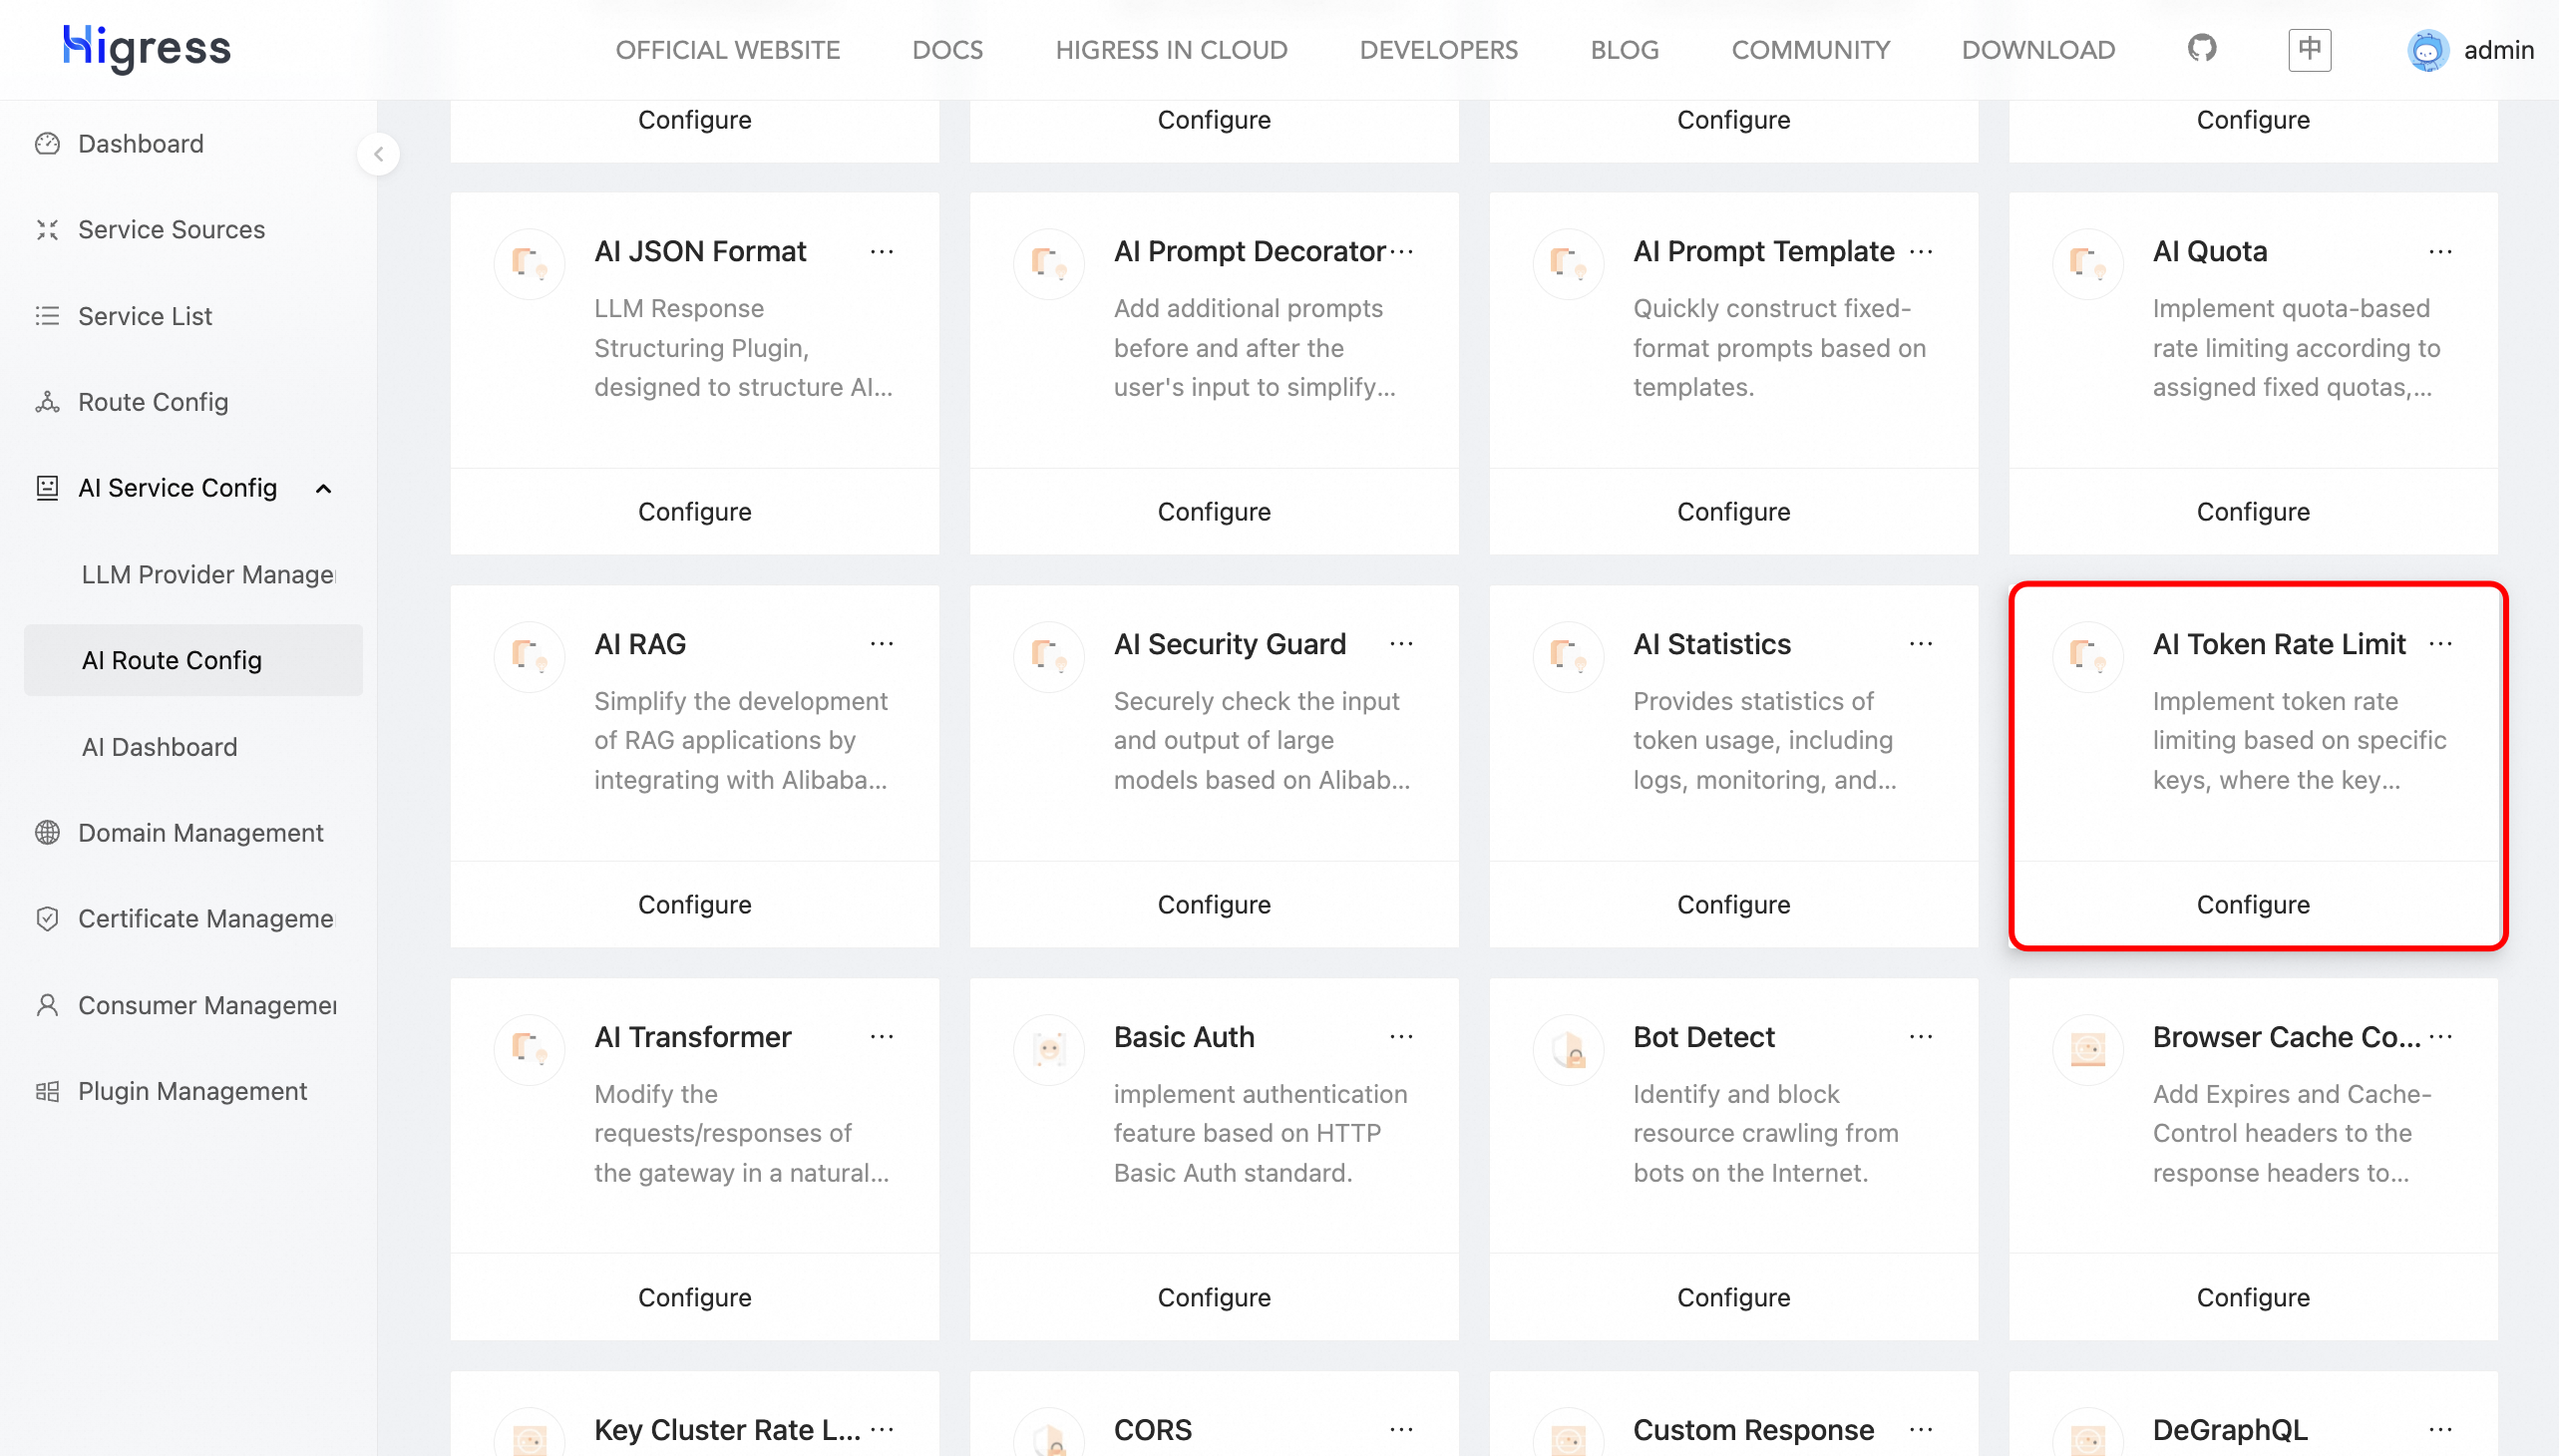 Higress
OFFICIAL WEBSITE
DOCS
HIGRESS IN CLOUD
DEVELOPERS
BLOG
COMMUNITY
DOWNLOAD
中
admin
Dashboard
Service Sources
Service List
Route Config
AI Service Config
LLM Provider Manage
AI Route Config
AI Dashboard
Domain Management
Certificate Manageme
Consumer Managemen
Plugin Management
Configure
Configure
Configure
Configure
AI JSON Format ...
LLM Response
Structuring Plugin,
designed to structure AI...
Configure
AI Prompt Decorator ...
Add additional prompts
before and after the
user's input to simplify...
Configure
AI Prompt Template ...
Quickly construct fixed-
format prompts based on
templates.
Configure
AI Quota ...
Implement quota-based
rate limiting according to
assigned fixed quotas,...
Configure
AI RAG ...
Simplify the development
of RAG applications by
integrating with Alibaba...
Configure
AI Security Guard ...
Securely check the input
and output of large
models based on Alibab...
Configure
AI Statistics ...
Provides statistics of
token usage, including
logs, monitoring, and...
Configure
AI Token Rate Limit ...
Implement token rate
limiting based on specific
keys, where the key...
Configure
AI Transformer ...
Modify the
requests/responses of
the gateway in a natural...
Configure
Basic Auth ...
implement authentication
feature based on HTTP
Basic Auth standard.
Configure
Bot Detect ...
Identify and block
resource crawling from
bots on the Internet.
Configure
Browser Cache Co... ...
Add Expires and Cache-
Control headers to the
response headers to...
Configure
Key Cluster Rate L... ...
CORS ...
Custom Response ...
DeGraphQL ...